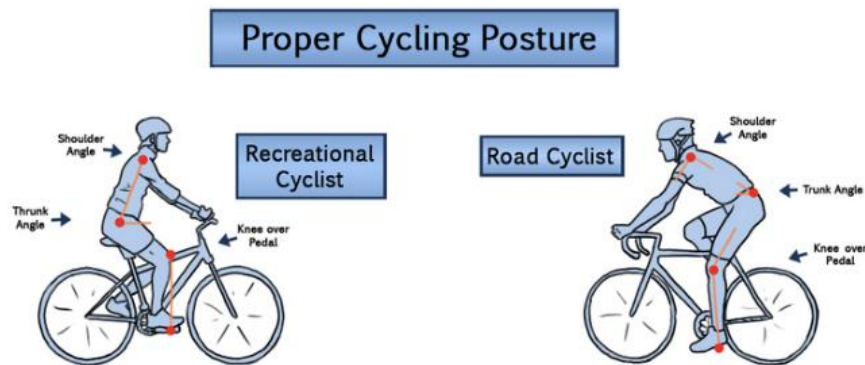 Proper Cycling Posture
Shoulder
Angle
Recreational
Cyclist
Thrunk
Angle
Knee over
Pedal
Shoulder
Angle
Road Cyclist
Trunk Angle
Knee over
Pedal